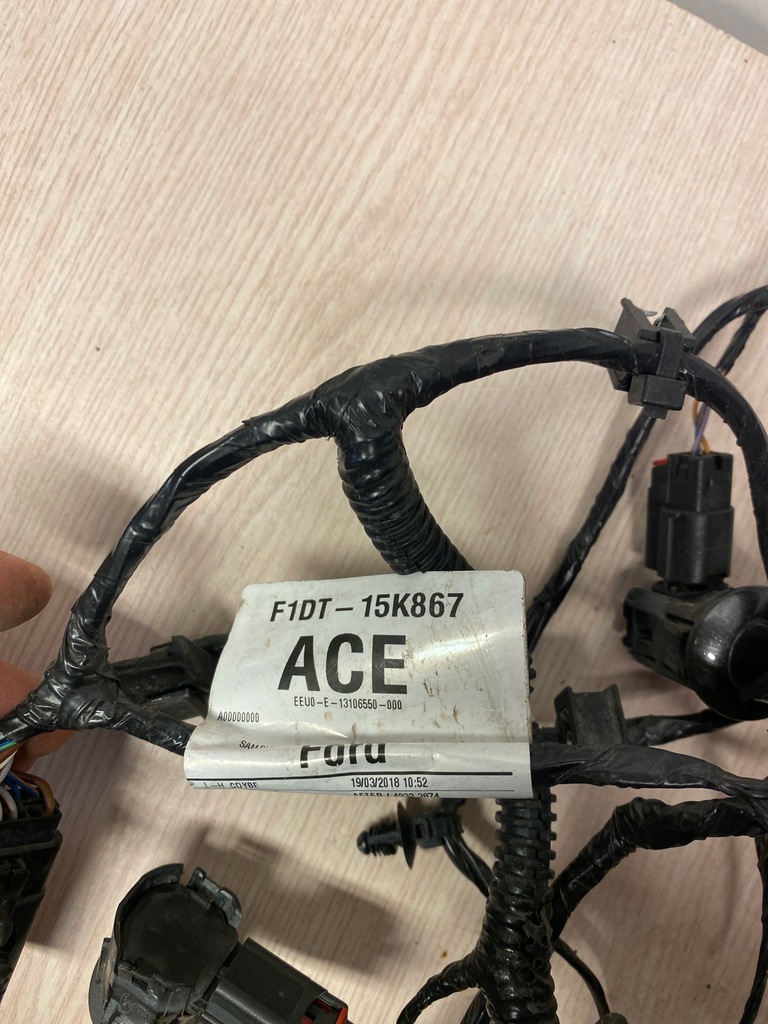 F1DT-15K867
ACE
EEU0-E-13106550-000
A00000000
Ford
19/03/2018 10:52